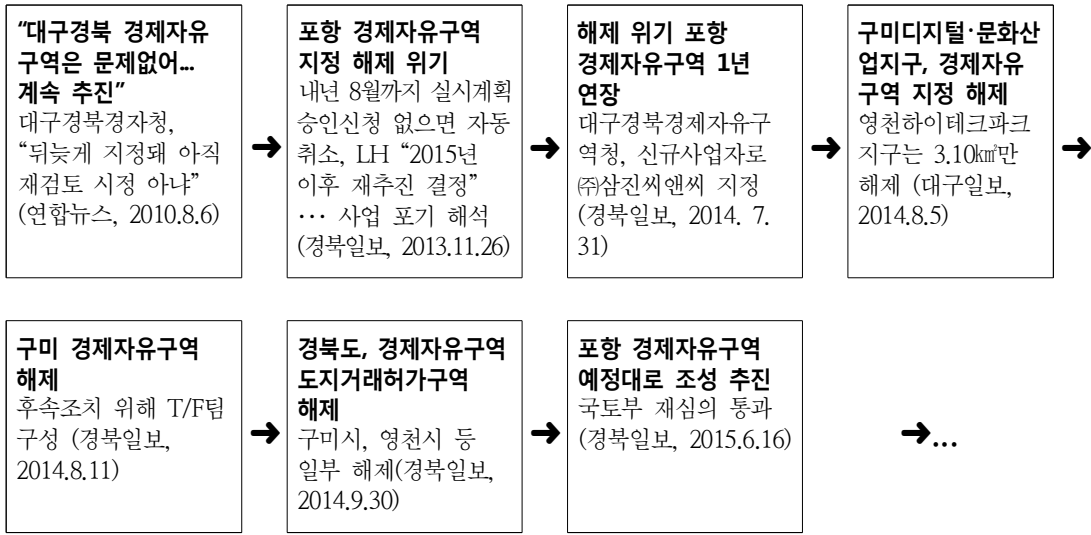 “대구경북 경제자유
구역은 문제없어...
계속 추진”
대구경북경자청,
“뒤늦게 지정돼 아직
재검토 시정 아냐”
(연합뉴스, 2010.8.6)
➜
포항 경제자유구역
지정 해제 위기
내년 8월까지 실시계획
승인신청 없으면 자동
취소, LH “2015년
이후 재추진 결정”
… 사업 포기 해석
(경북일보, 2013.11.26)
➜
해제 위기 포항
경제자유구역 1년
연장
대구경북경제자유구
역청, 신규사업자로
㈜삼진씨앤씨 지정
(경북일보, 2014. 7.
31)
➜
구미디지털·문화산
업지구, 경제자유
구역 지정 해제
영천하이테크파크
지구는 3.10㎢만
해제 (대구일보,
2014.8.5)
➜
구미 경제자유구역
해제
후속조치 위해 T/F팀
구성 (경북일보,
2014.8.11)
➜
경북도, 경제자유구역
도지거래허가구역
해제
구미시, 영천시 등
일부 해제(경북일보,
2014.9.30)
➜
포항 경제자유구역
예정대로 조성 추진
국토부 재심의 통과
(경북일보, 2015.6.16)
➜...